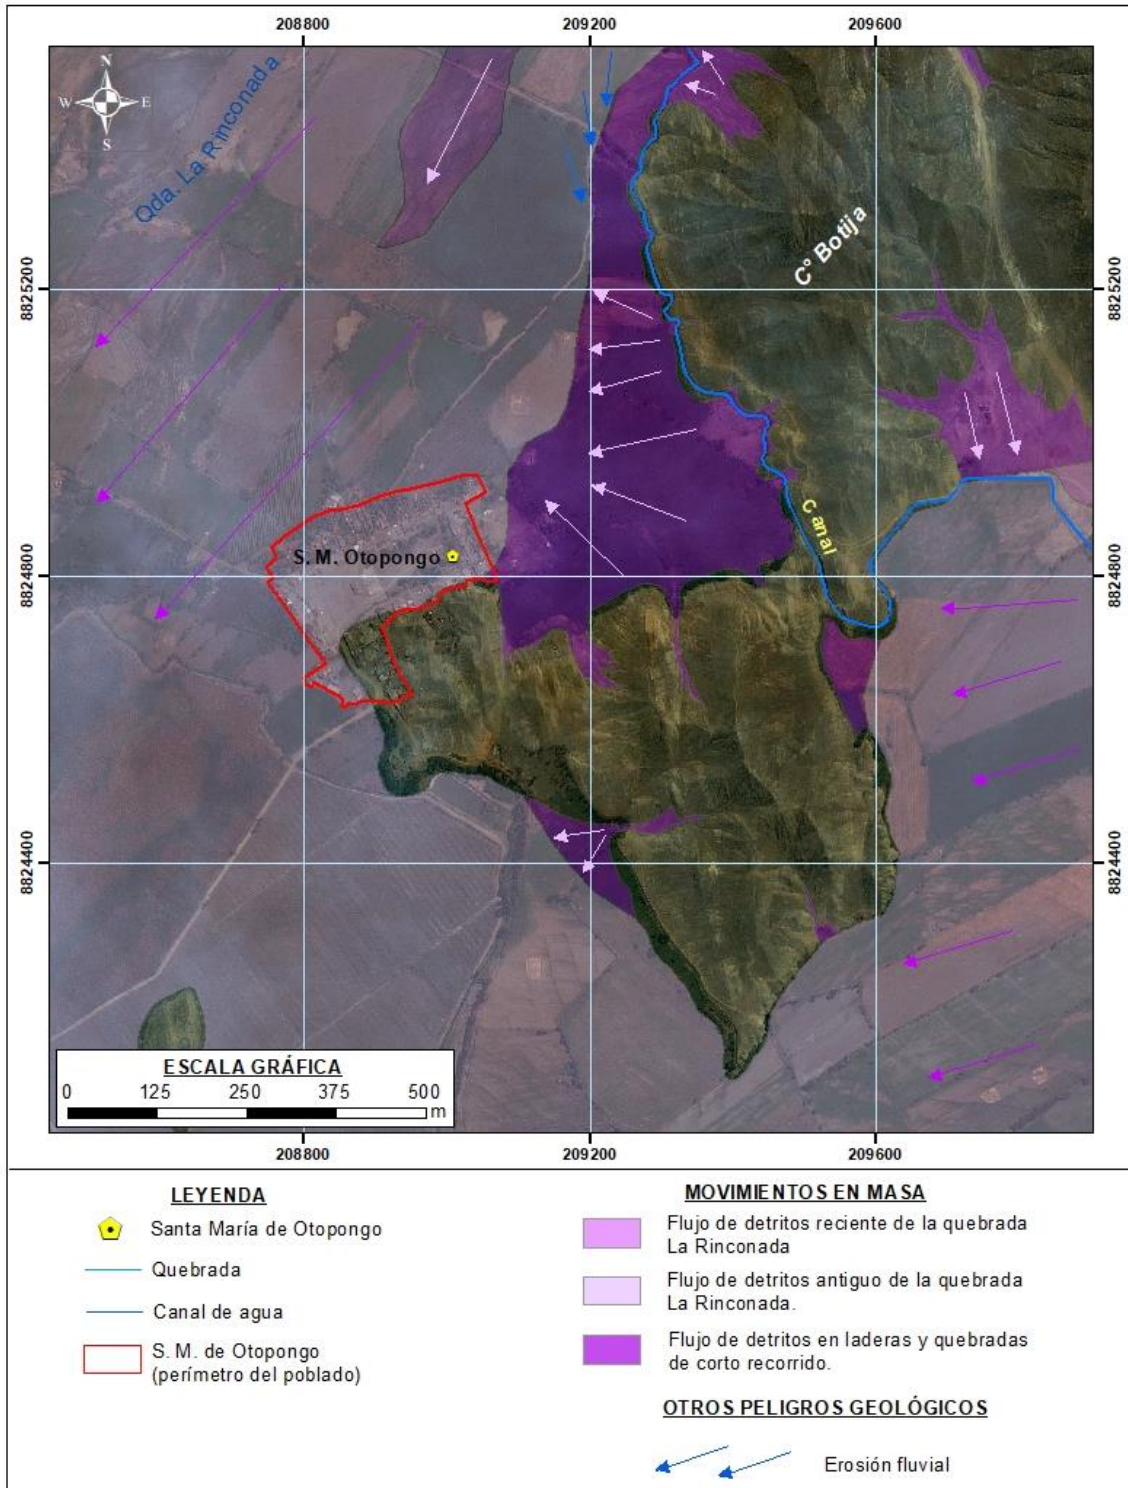 208800
209200
209600
N
W
E
S
Qda. La Rinconada
C° Botija
8825200
8825200
Canal
S. M. Otopongo
8824800
8824800
8824400
8824400
ESCALA GRÁFICA
0 125 250 375 500
m
208800
209200
209600
LEYENDA
Santa María de Otopongo
Quebrada
Canal de agua
S. M. de Otopongo
(perímetro del poblado)
MOVIMIENTOS EN MASA
Flujo de detritos reciente de la quebrada
La Rinconada
Flujo de detritos antiguo de la quebrada
La Rinconada.
Flujo de detritos en laderas y quebradas
de corto recorrido.
OTROS PELIGROS GEOLÓGICOS
Erosión fluvial